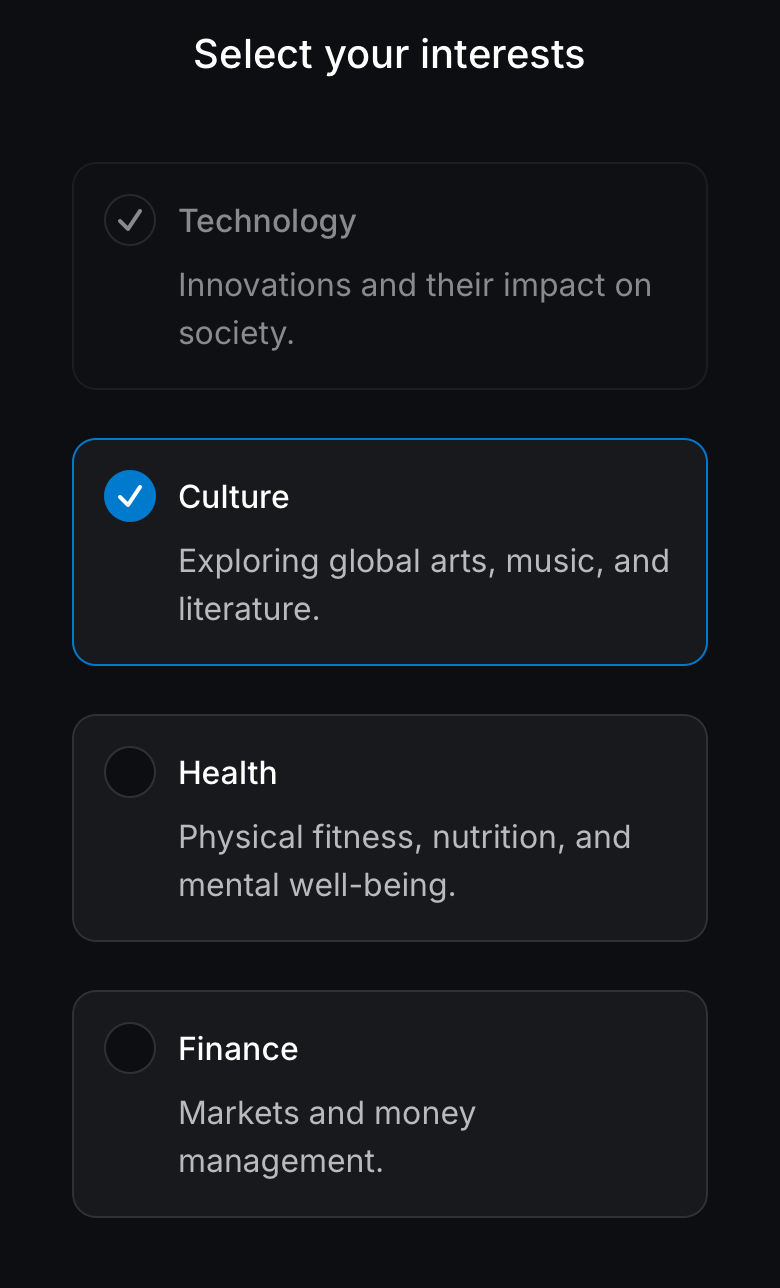 Select your interests
Technology
Innovations and their impact on
society.
Culture
Exploring global arts, music, and
literature.
Health
Physical fitness, nutrition, and
mental well-being.
Finance
Markets and money
management.